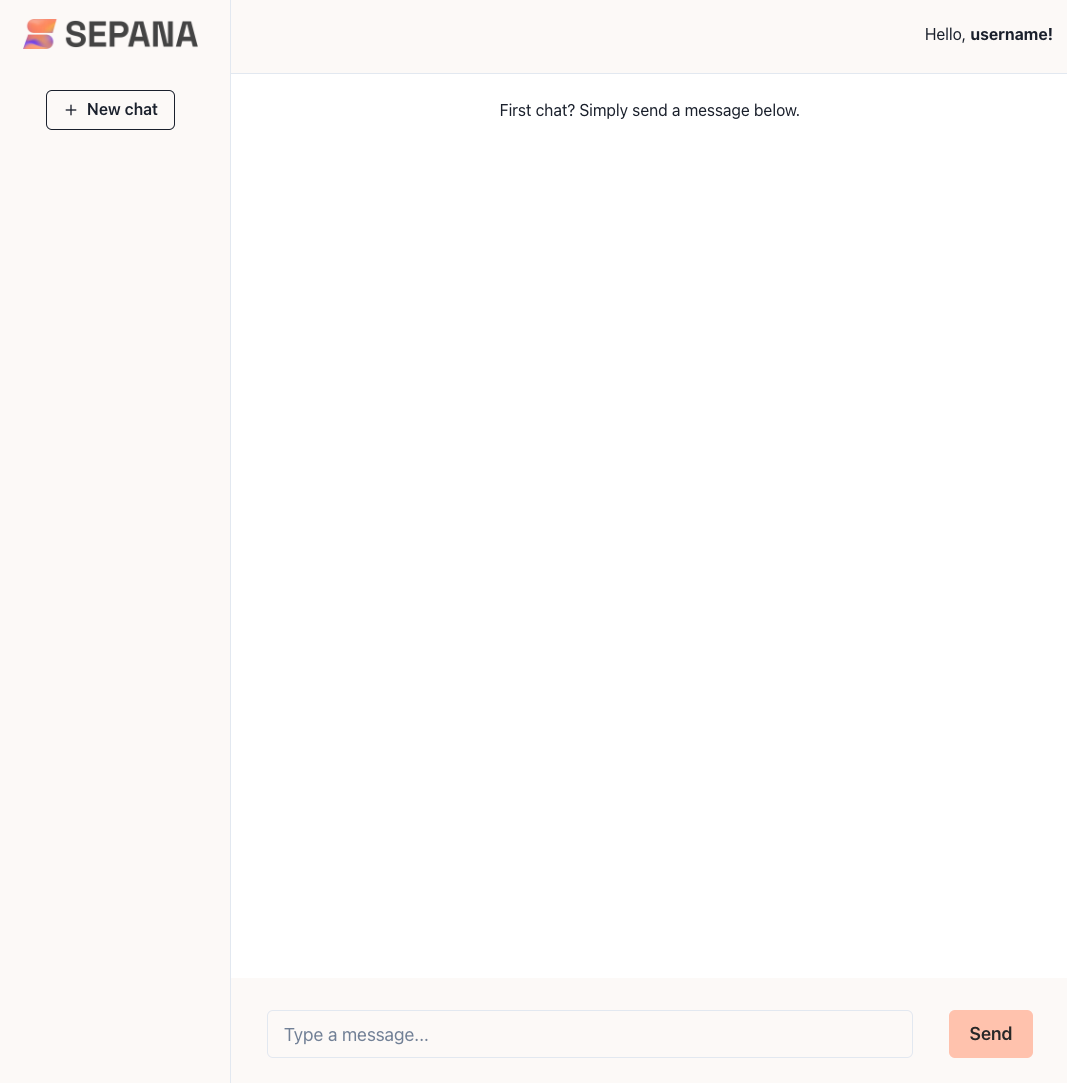 SEPANA
Hello, username!
+ New chat
First chat? Simply send a message below.
Type a message...
Send